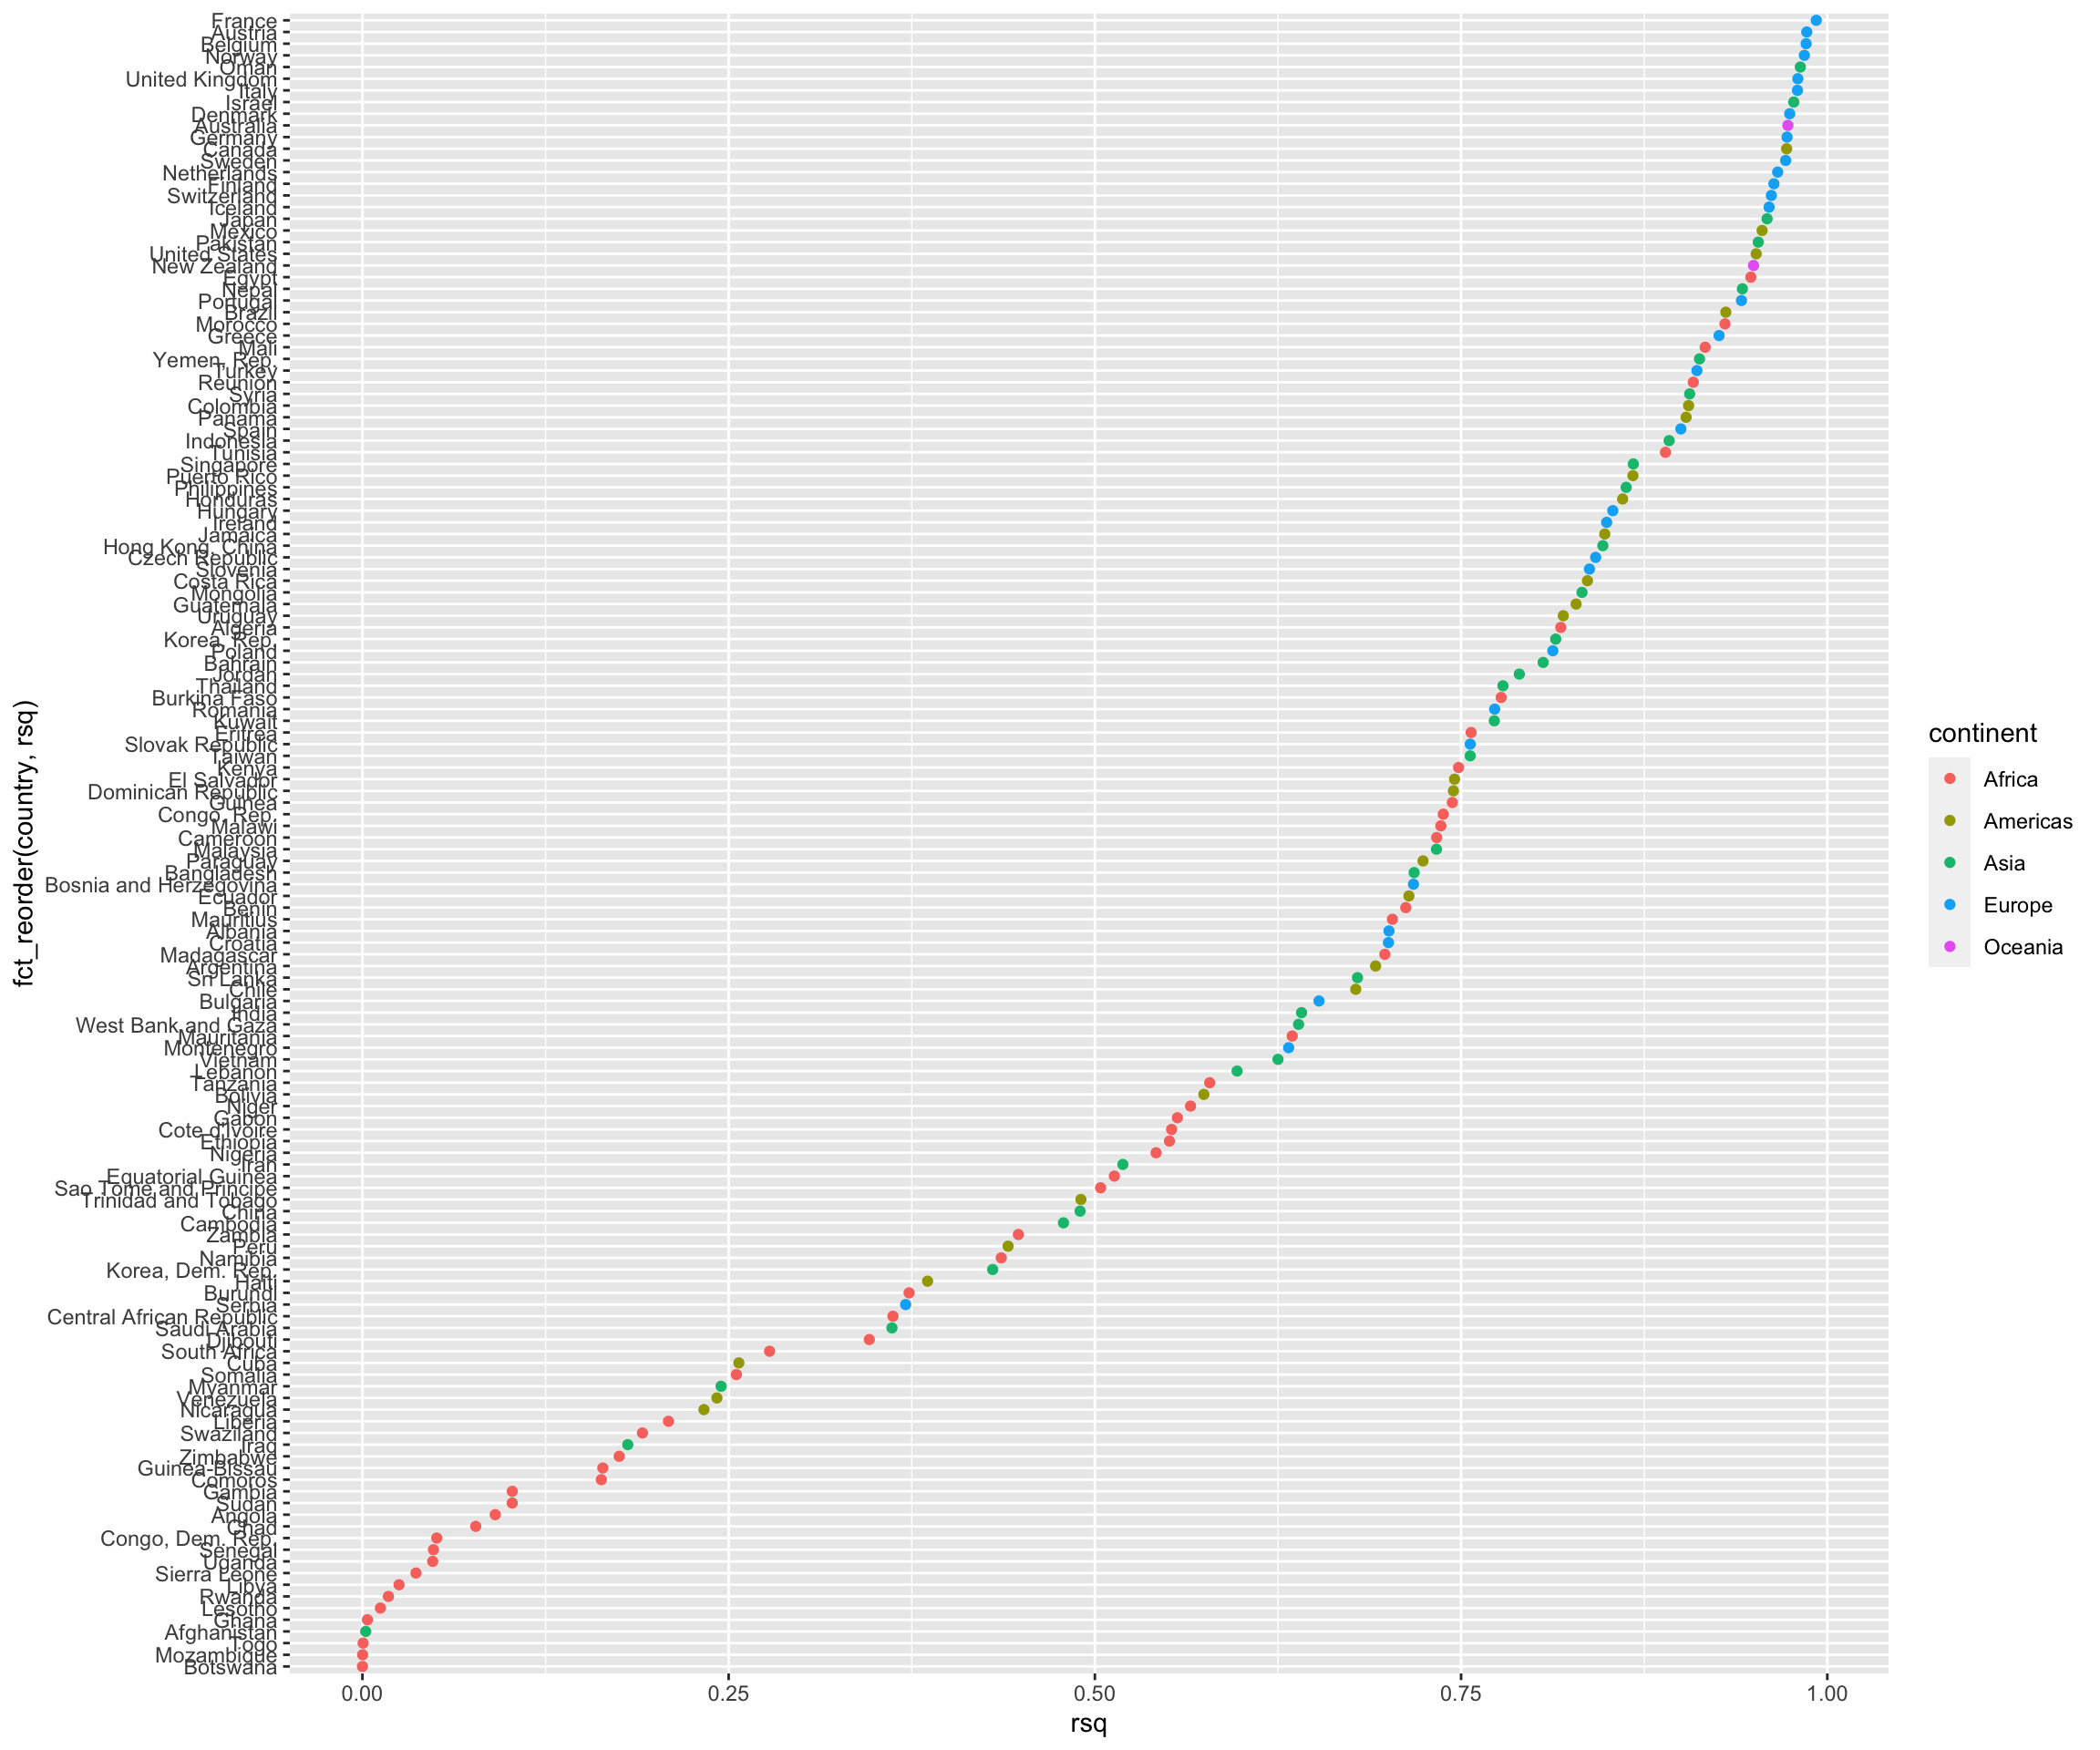 France
Austria
Belgium
Norway
Oman
United Kingdom
Italy
Israel
Denmark
Australia
Germany
Canada
Sweden
Netherlands
Finland
Switzerland
Iceland
Japan
Mexico
Pakistan
United States
New Zealand
Egypt
Nepal
Portugal
Brazil
Morocco
Greece
Mali
Yemen, Rep.
Turkey
Reunion
Syria
Colombia
Panama
Spain
Indonesia
Tunisia
Singapore
Puerto Rico
Philippines
Honduras
Hungary
Ireland
Jamaica
Hong Kong, China
Czech Republic
Slovenia
Costa Rica
Mongolia
Guatemala
Uruguay
Algeria
Korea, Rep.
Poland
Bahrain
Jordan
Thailand
Burkina Faso
Romania
Kuwait
Eritrea
Slovak Republic
Taiwan
Kenya
El Salvador
Dominican Republic
Guinea
Congo, Rep.
Malawi
Cameroon
Malaysia
Paraguay
Bangladesh
Bosnia and Herzegovina
Ecuador
Benin
Mauritius
Albania
Croatia
Madagascar
Argentina
Sri Lanka
Chile
Bulgaria
India
West Bank and Gaza
Mauritania
Montenegro
Vietnam
Lebanon
Tanzania
Bolivia
Niger
Gabon
Cote d'Ivoire
Ethiopia
Nigeria
Iran
Equatorial Guinea
Sao Tome and Principe
Trinidad and Tobago
China
Cambodia
Zambia
Peru
Namibia
Korea, Dem. Rep.
Haiti
Burundi
Serbia
Central African Republic
Saudi Arabia
Djibouti
South Africa
Cuba
Somalia
Myanmar
Venezuela
Nicaragua
Liberia
Swaziland
Iraq
Zimbabwe
Guinea-Bissau
Comoros
Gambia
Sudan
Angola
Chad
Congo, Dem. Rep.
Senegal
Uganda
Sierra Leone
Libya
Rwanda
Lesotho
Ghana
Afghanistan
Togo
Mozambique
Botswana
fct_reorder(country, rsq)
0.00 0.25 0.50 0.75 1.00
rsq
continent
Africa
Americas
Asia
Europe
Oceania